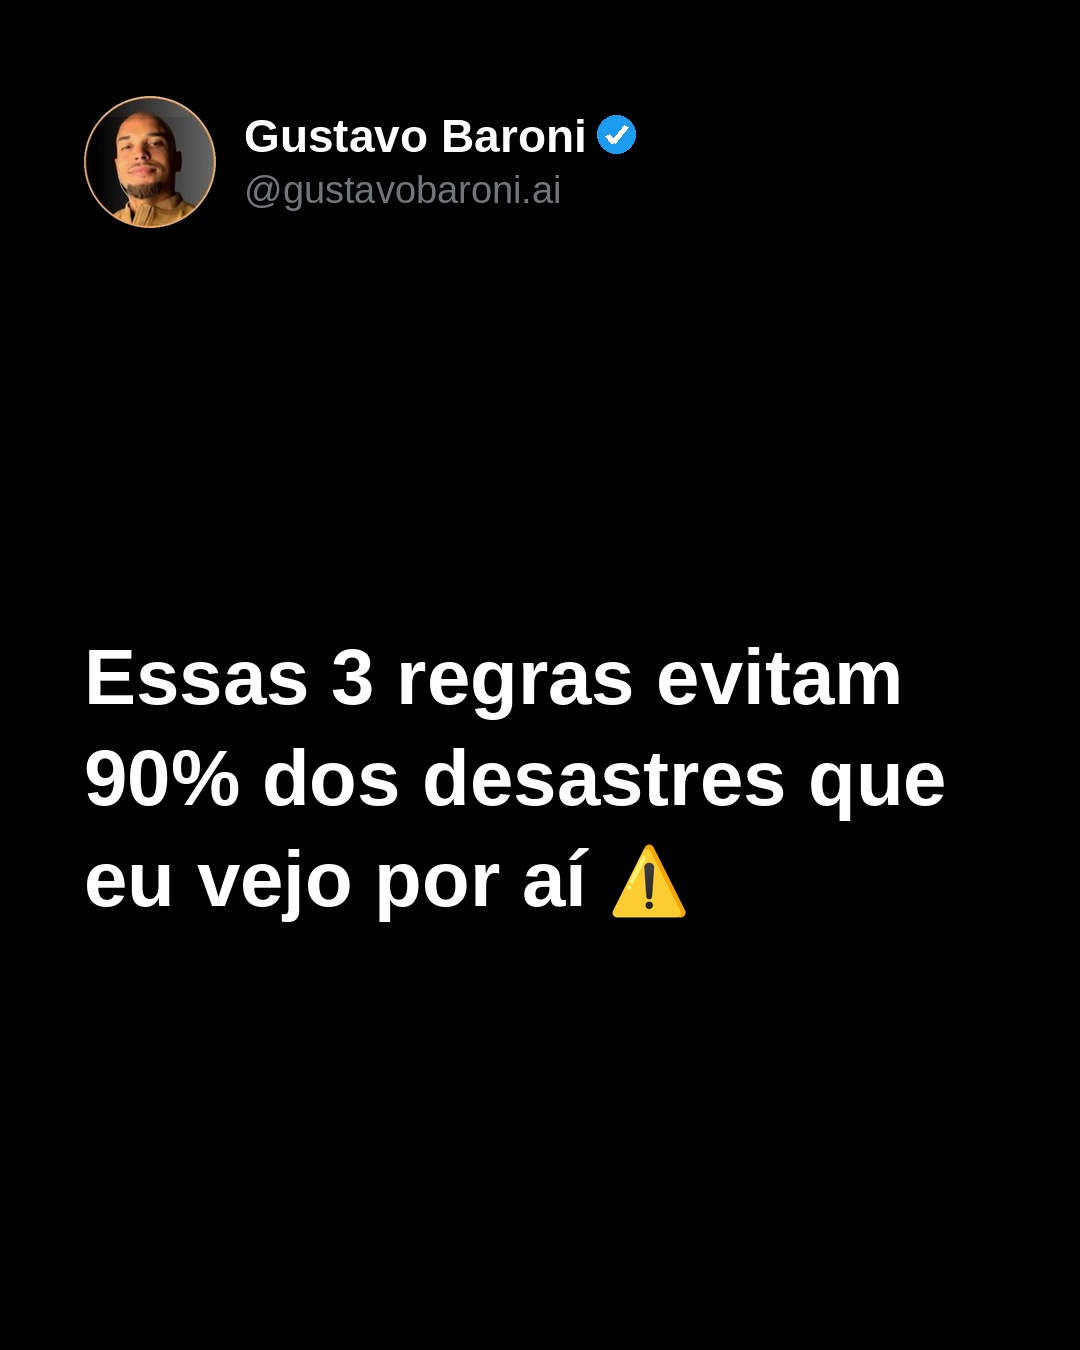 Gustavo Baroni
@gustavobaroni.ai
Essas 3 regras evitam
90% dos desastres que
eu vejo por aí ⚠️